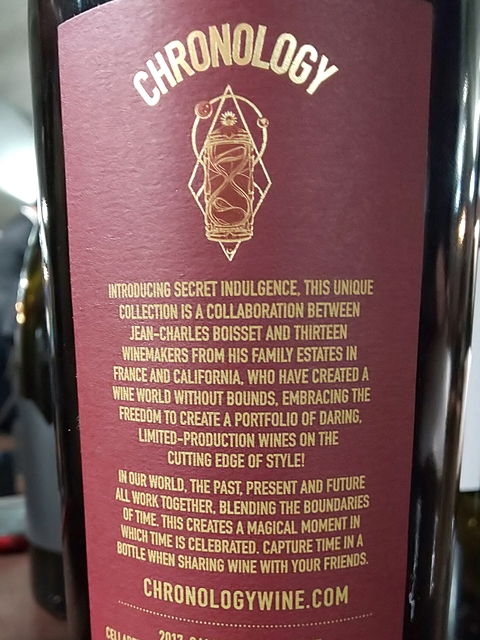 CHRONOLOGY
INTRODUCING SECRET INDULGENCE, THIS UNIQUE
COLLECTION IS A COLLABORATION BETWEEN
JEAN-CHARLES BOISSET AND THIRTEEN
WINEMAKERS FROM HIS FAMILY ESTATES IN
FRANCE AND CALIFORNIA, WHO HAVE CREATED A
WINE WORLD WITHOUT BOUNDS, EMBRACING THE
FREEDOM TO CREATE A PORTFOLIO OF DARING,
LIMITED-PRODUCTION WINES ON THE
CUTTING EDGE OF STYLE!
IN OUR WORLD, THE PAST, PRESENT AND FUTURE
ALL WORK TOGETHER, BLENDING THE BOUNDARIES
OF TIME. THIS CREATES A MAGICAL MOMENT IN
WHICH TIME IS CELEBRATED. CAPTURE TIME IN A
BOTTLE WHEN SHARING WINE WITH YOUR FRIENDS.
CHRONOLOGYWINE.COM
2017